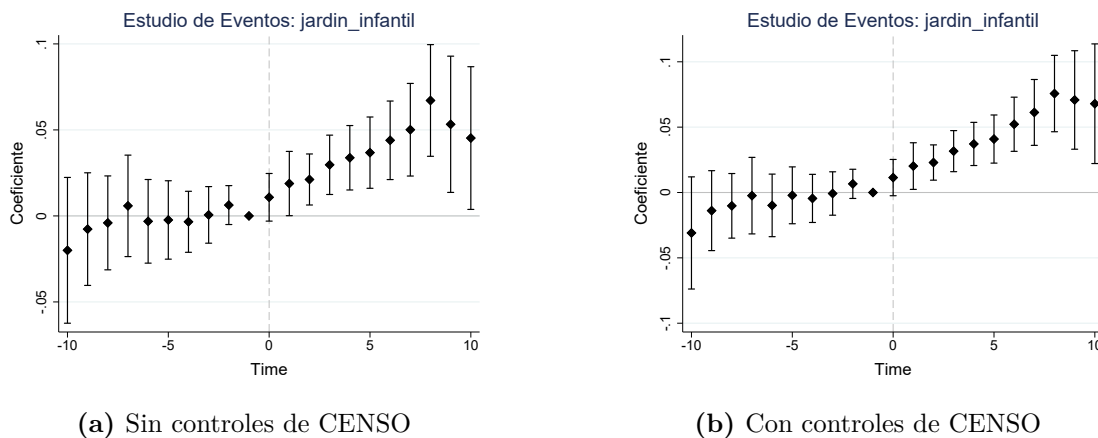 Estudio de Eventos: jardin_infantil
.1
.05
0
-.05
Coeficiente
-10
-5
0
5
10
Time
(a) Sin controles de CENSO
Estudio de Eventos: jardin_infantil
.1
.05
0
-.05
-.1
Coeficiente
-10
-5
0
5
10
Time
(b) Con controles de CENSO